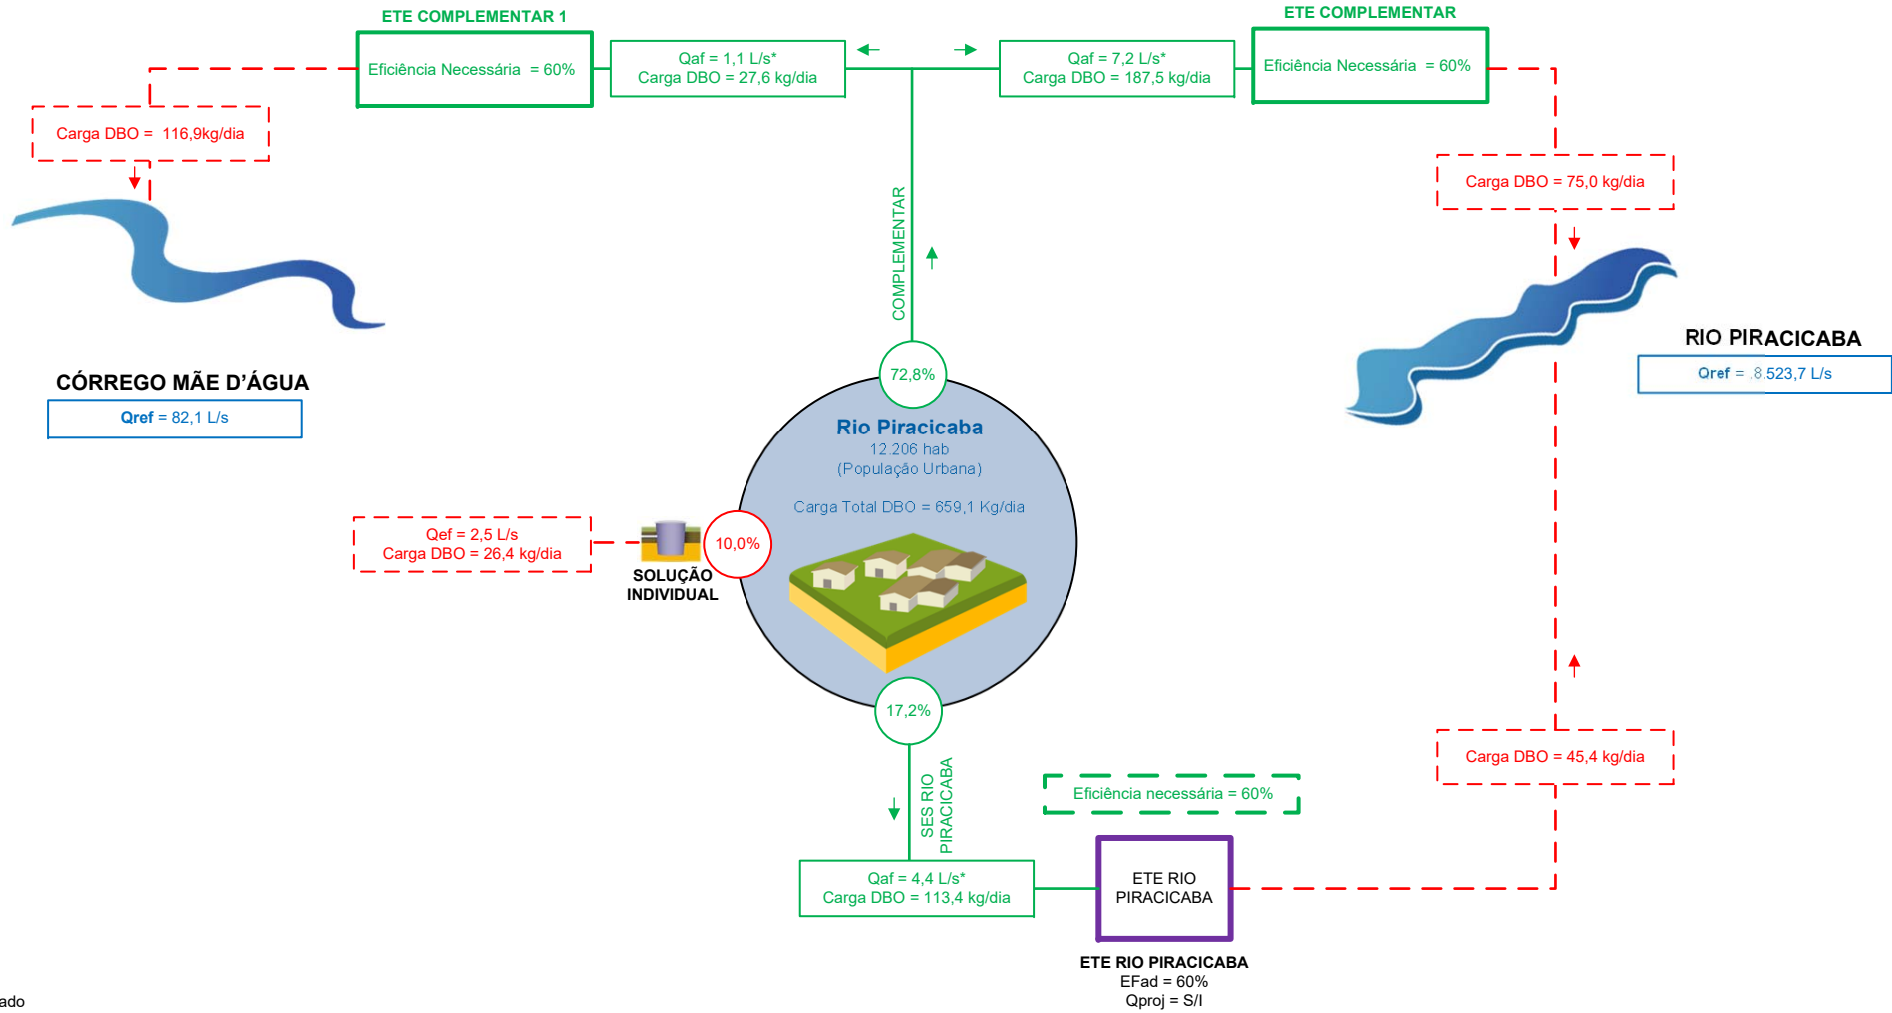 ETE COMPLEMENTAR 1
Eficiência Necessária = 60%
Qaf = 1,1 L/s*
Carga DBO = 27,6 kg/dia
Qaf = 7,2 L/s*
Carga DBO = 187,5 kg/dia
ETE COMPLEMENTAR
Eficiência Necessária = 60%
Carga DBO = 116,9kg/dia
Carga DBO = 75,0 kg/dia
COMPLEMENTAR
CÓRREGO MÃE D'ÁGUA
Qref = 82,1 L/s
RIO PIRACICABA
Qref = .8.523,7 L/s
72,8%
Rio Piracicaba
12.206 hab
(População Urbana)
Carga Total DBO = 659,1 Kg/dia
Qef = 2,5 L/s
Carga DBO = 26,4 kg/dia
SOLUÇÃO
INDIVIDUAL
10,0%
17,2%
SES RIO
PIRACICABA
Carga DBO = 45,4 kg/dia
Eficiência necessária = 60%
Qaf = 4,4 L/s*
Carga DBO = 113,4 kg/dia
ETE RIO
PIRACICABA
ETE RIO PIRACICABA
EFad = 60%
Qproj = S/I
ado